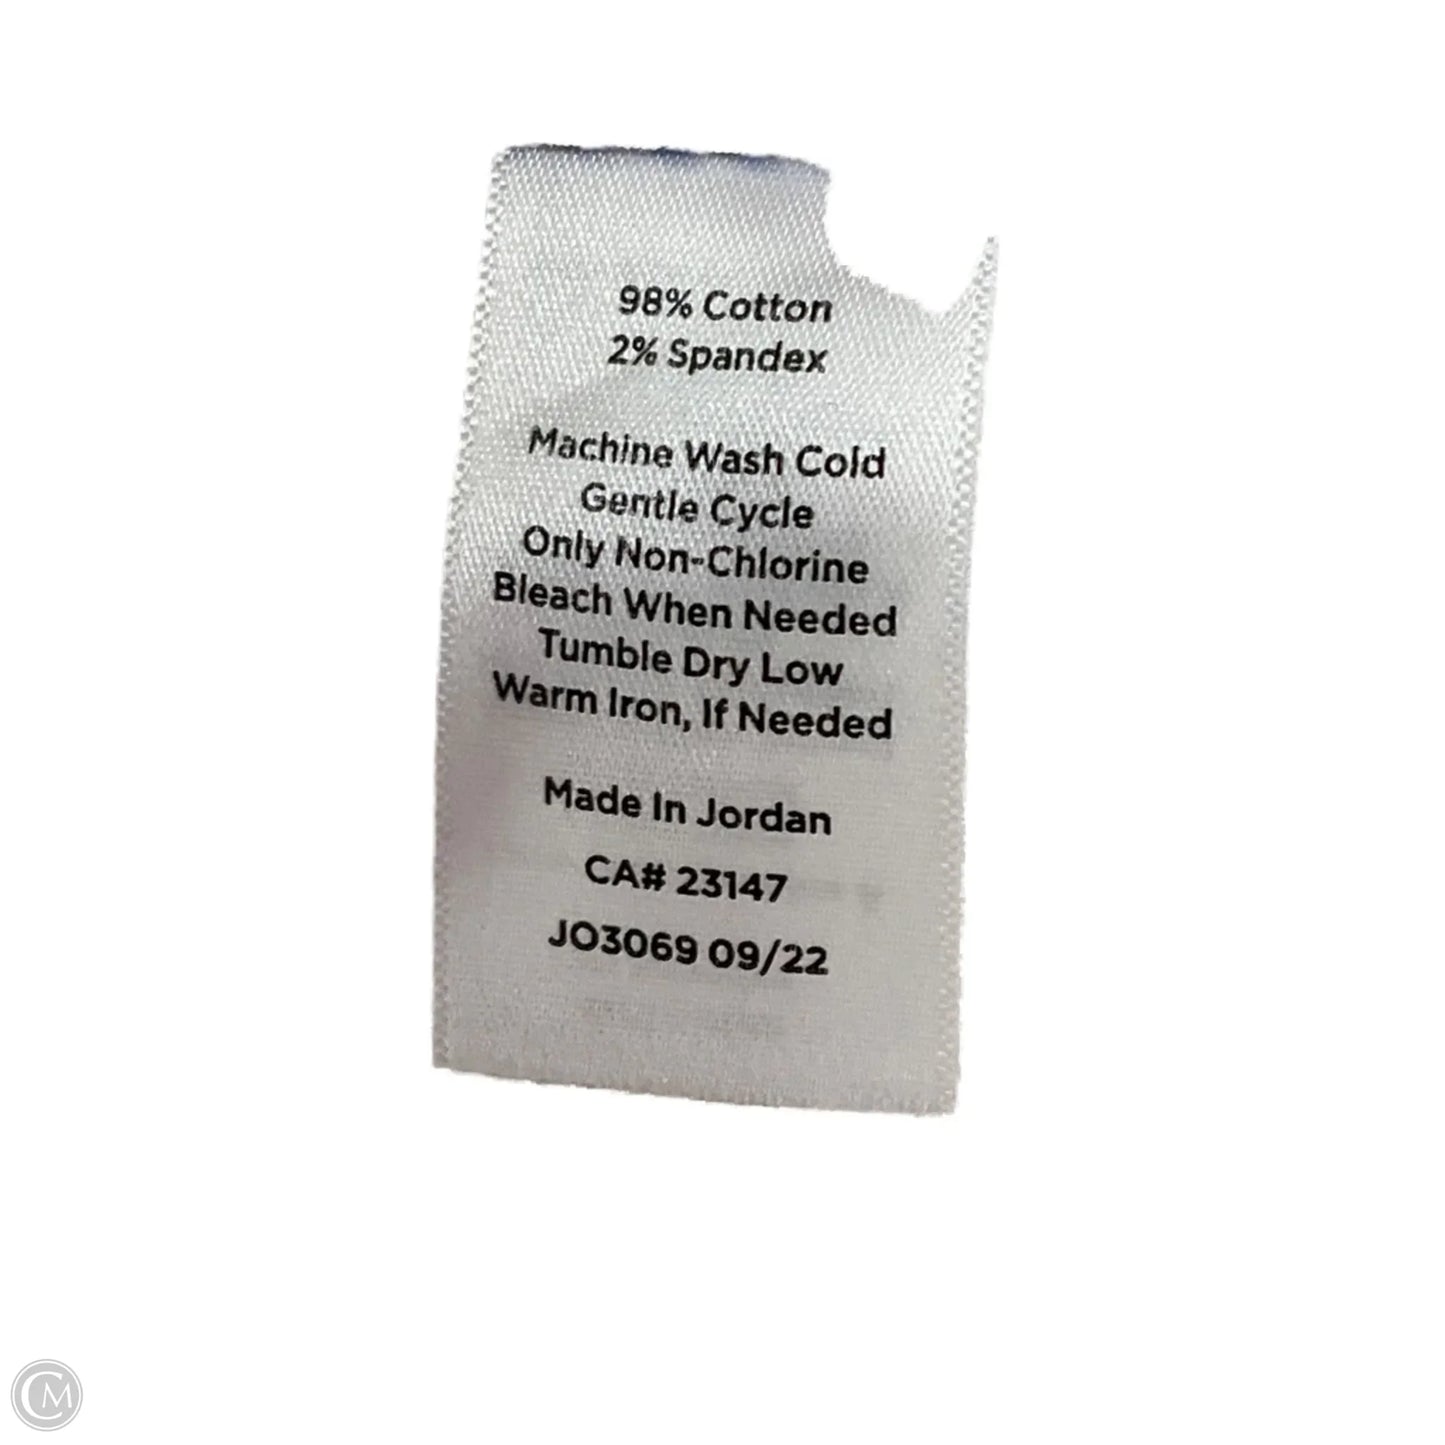 98% Cotton
2% Spandex
Machine Wash Cold
Gentle Cycle
Only Non-Chlorine
Bleach When Needed
Tumble Dry Low
Warm Iron, If Needed
Made In Jordan
CA# 23147
JO3069 09/22
CM